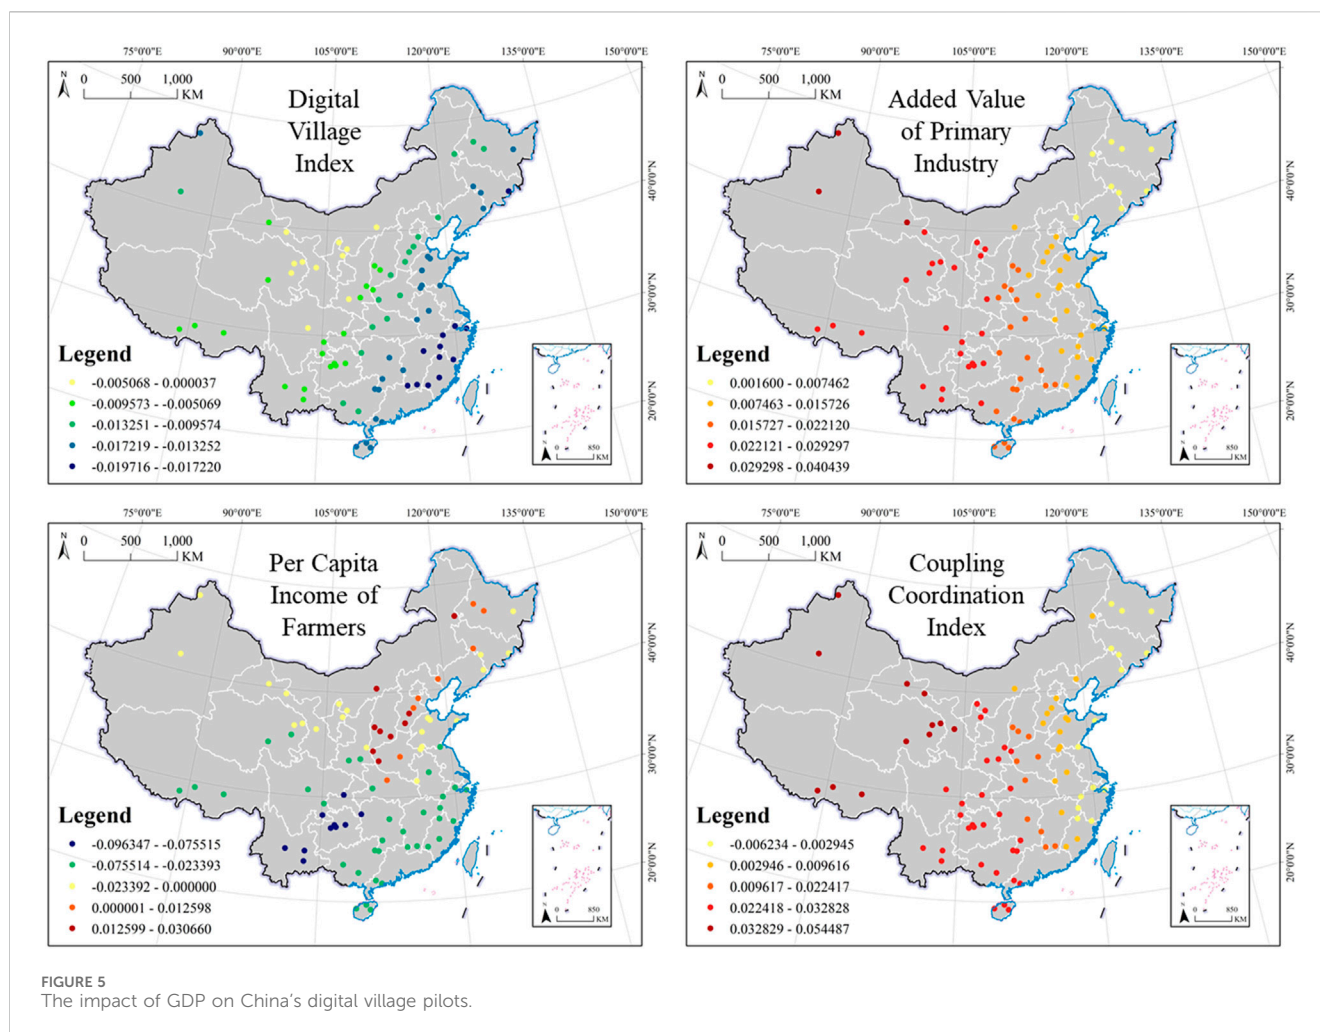 75°0'0"E 90°0'0"E 105°0'0"E 120°0'0"E 135°0'0"E 150°0'0"E
N
0 500 1,000
KM
Digital
Village
Index
40°0'0"N
30°0'0"N
20°0'0"N
Legend
-0.005068 - 0.000037
-0.009573 - -0.005069
-0.013251 - -0.009574
-0.017219 - -0.013252
-0.019716 - -0.017220
N
0 850
KM
75°0'0"E 90°0'0"E 105°0'0"E 120°0'0"E 135°0'0"E 150°0'0"E
N
0 500 1,000
KM
Added Value
of Primary
Industry
40°0'0"N
30°0'0"N
20°0'0"N
Legend
0.001600 - 0.007462
0.007463 - 0.015726
0.015727 - 0.022120
0.022121 - 0.029297
0.029298 - 0.040439
N
0 850
KM
75°0'0"E 90°0'0"E 105°0'0"E 120°0'0"E 135°0'0"E 150°0'0"E
N
0 500 1,000
KM
Per Capita
Income of
Farmers
40°0'0"N
30°0'0"N
20°0'0"N
Legend
-0.096347 - -0.075515
-0.075514 - -0.023393
-0.023392 - 0.000000
0.000001 - 0.012598
0.012599 - 0.030660
N
0 850
KM
75°0'0"E 90°0'0"E 105°0'0"E 120°0'0"E 135°0'0"E 150°0'0"E
N
0 500 1,000
KM
Coupling
Coordination
Index
40°0'0"N
30°0'0"N
20°0'0"N
Legend
-0.006234 - 0.002945
0.002946 - 0.009616
0.009617 - 0.022417
0.022418 - 0.032828
0.032829 - 0.054487
N
0 850
KM
FIGURE 5
The impact of GDP on China's digital village pilots.